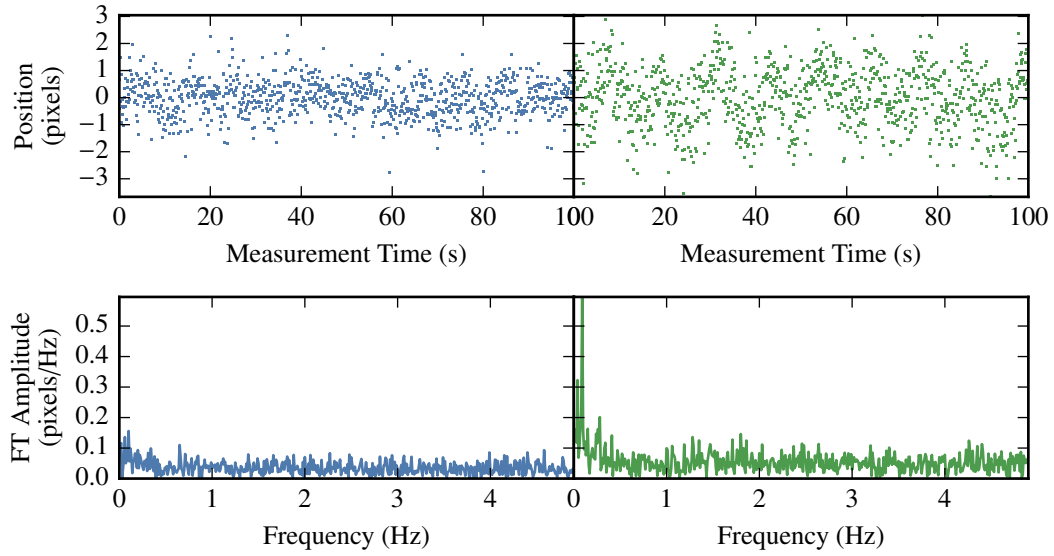 Position
(pixels)
3
2
1
0
−1
−2
−3
0 20 40 60 80 100 20 40 60 80 100
Measurement Time (s) Measurement Time (s)
FT Amplitude
(pixels/Hz)
0.5
0.4
0.3
0.2
0.1
0.0
0 1 2 3 4 0 1 2 3 4
Frequency (Hz) Frequency (Hz)